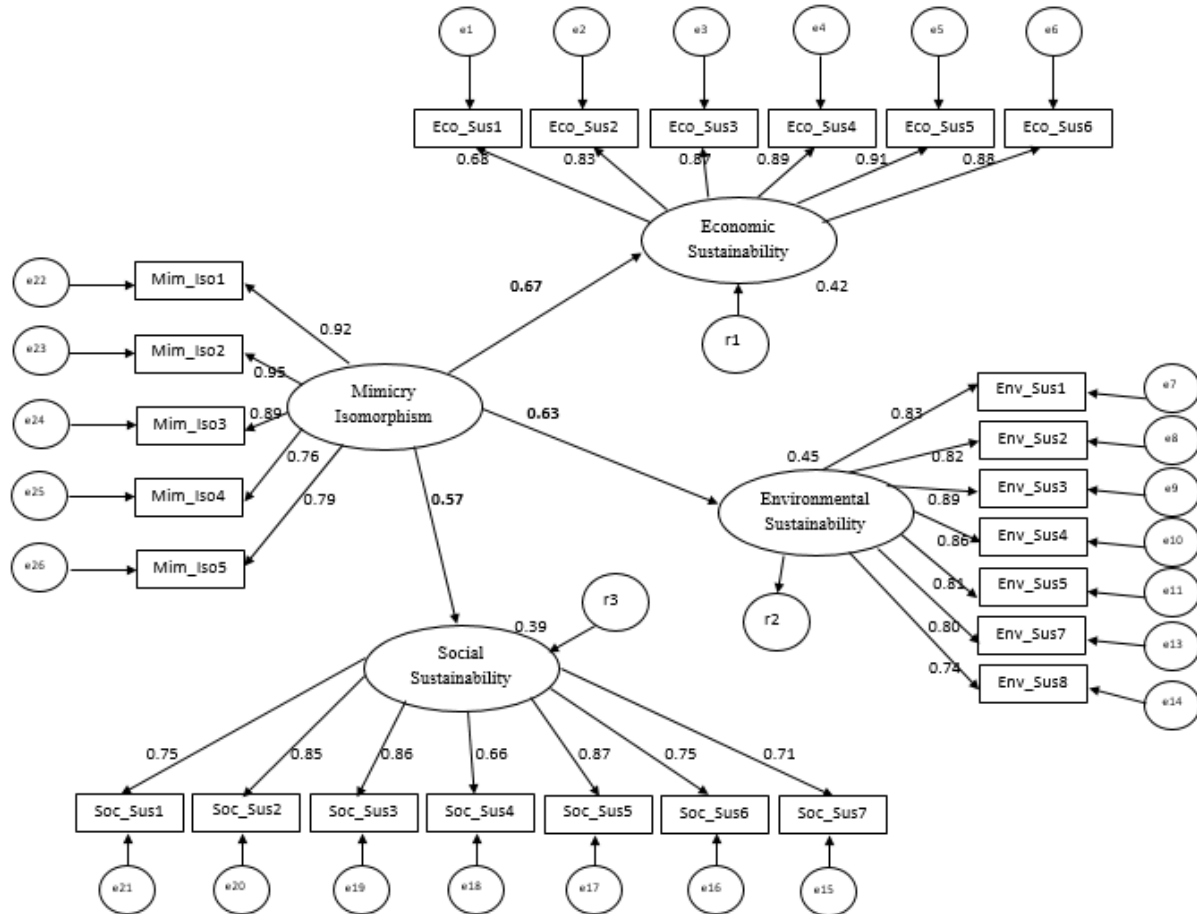 e1 e2 e3 e4 e5 e6
Eco_Sus1 Eco_Sus2 Eco_Sus3 Eco_Sus4 Eco_Sus5 Eco_Sus6
0.68 0.83 0.87 0.89 0.91 0.88
Economic
Sustainability
0.42
r1
0.67
e22 Mim_Iso1
0.92
e23 Mim_Iso2
0.95
e24 Mim_Iso3
0.89
e25 Mim_Iso4
0.76
e26 Mim_Iso5
0.79
Mimicry
Isomorphism
0.63
0.57
Env_Sus1 e7
0.83
Env_Sus2 e8
0.82
Env_Sus3 e9
0.89
Env_Sus4 e10
0.86
Env_Sus5 e11
0.81
Env_Sus7 e13
0.80
Env_Sus8 e14
0.74
0.45
Environmental
Sustainability
r2
r3
0.39
Social
Sustainability
0.75 0.85 0.86 0.66 0.87 0.75 0.71
Soc_Sus1 Soc_Sus2 Soc_Sus3 Soc_Sus4 Soc_Sus5 Soc_Sus6 Soc_Sus7
e21 e20 e19 e18 e17 e16 e15